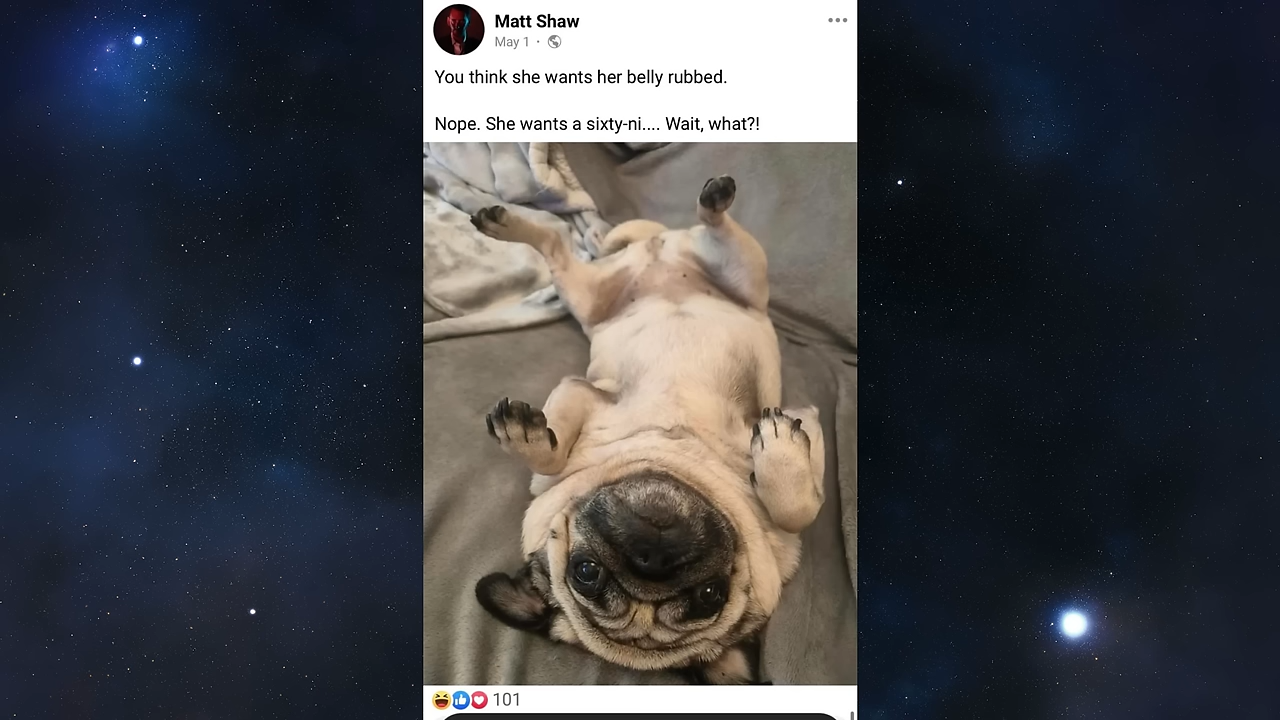 Matt Shaw
May 1 ·
You think she wants her belly rubbed.
Nope. She wants a sixty-ni.... Wait, what?!
101